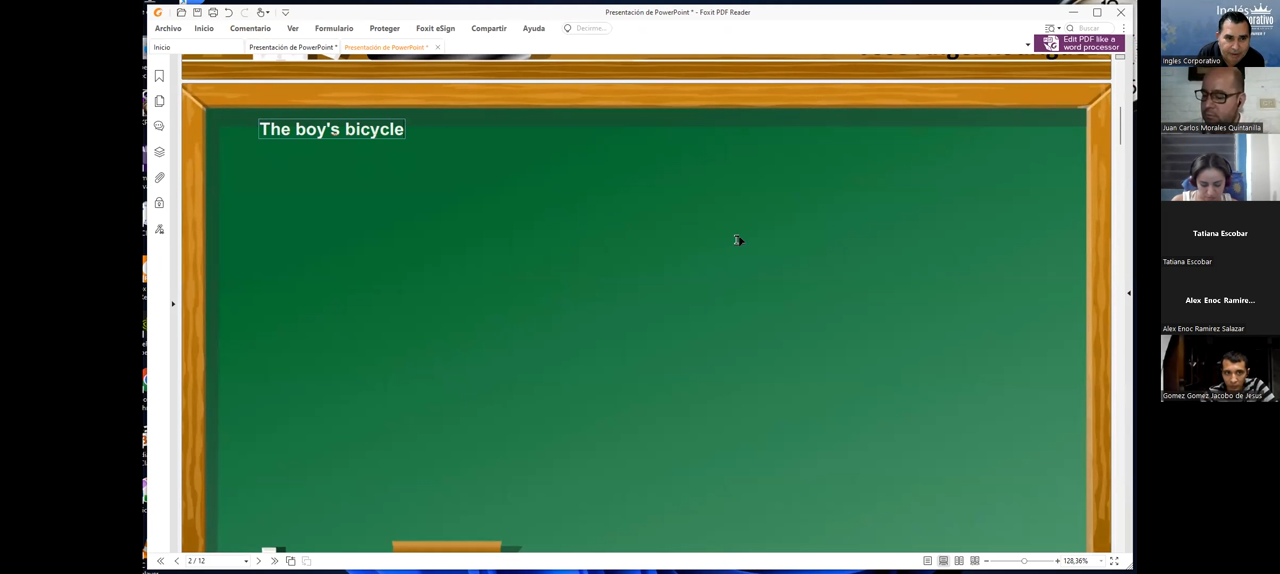 Presentación de PowerPoint * - Foxit PDF Reader
Archivo Inicio Comentario Ver Formulario Proteger Foxit eSign Compartir Ayuda Decirme... Buscar
Inicio Presentación de PowerPoint * Presentación de PowerPoint *
Edit PDF like a
word processor
The boy's bicycle
2 / 12
128,36%
Inglés
Corporativo
Ingles Corporativo
Juan Carlos Morales Quintanilla
Tatiana Escobar
Tatiana Escobar
Alex Enoc Ramire...
Alex Enoc Ramirez Salazar
Gomez Gomez Jacobo de Jesus